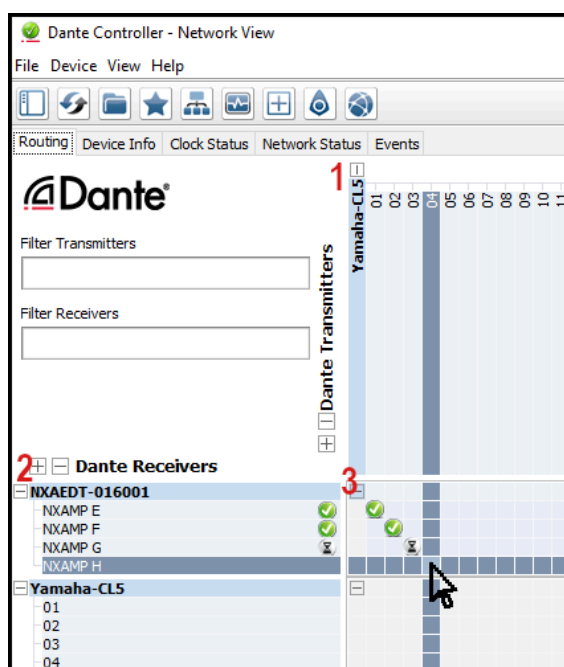 Dante Controller - Network View
File Device View Help
Routing Device Info Clock Status Network Status Events
1
Dante®
Filter Transmitters
Filter Receivers
Dante Transmitters
Yamaha-CL5
01 02 03 04 05 06 07 08 09 10 11
2
Dante Receivers
3
NXAEDT-016001
NXAMP E
NXAMP F
NXAMP G
NXAMP H
Yamaha-CL5
01
02
03
04